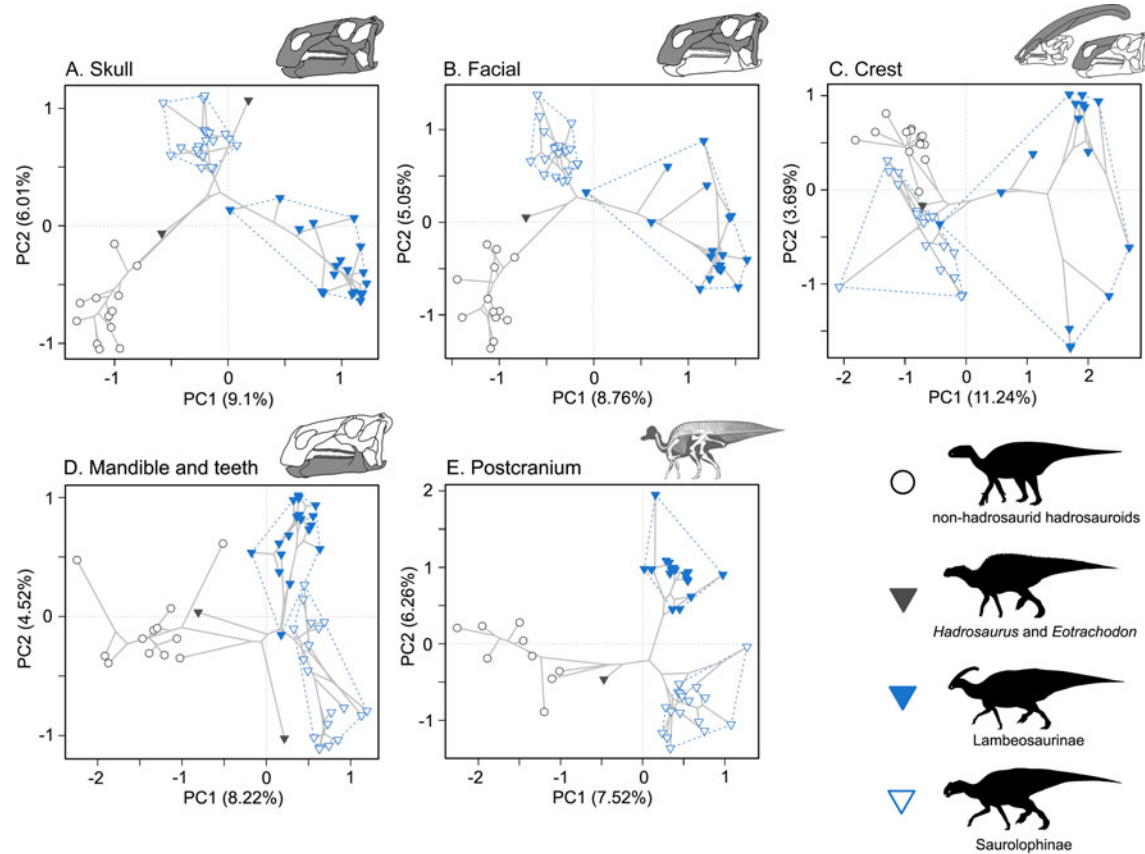 A. Skull
1
0
-1
PC2 (6.01%)
-1
0
1
PC1 (9.1%)
B. Facial
1
0
-1
PC2 (5.05%)
-1
0
1
PC1 (8.76%)
C. Crest
1
0
-1
PC2 (3.69%)
-2
-1
0
1
2
PC1 (11.24%)
D. Mandible and teeth
1
0
-1
PC2 (4.52%)
-2
-1
0
1
PC1 (8.22%)
E. Postcranium
2
1
0
-1
PC2 (6.26%)
-2
-1
0
1
PC1 (7.52%)
non-hadrosaurid hadrosauroids
Hadrosaurus and Eotrachodon
Lambeosaurinae
Saurolophinae